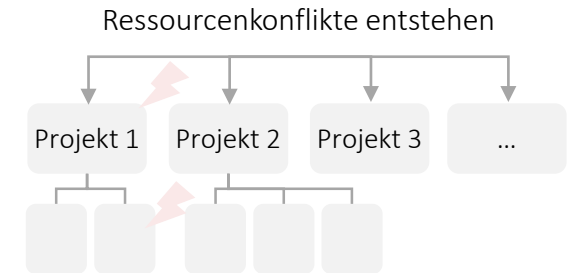 Ressourcenkonflikte entstehen
Projekt 1
Projekt 2
Projekt 3
...